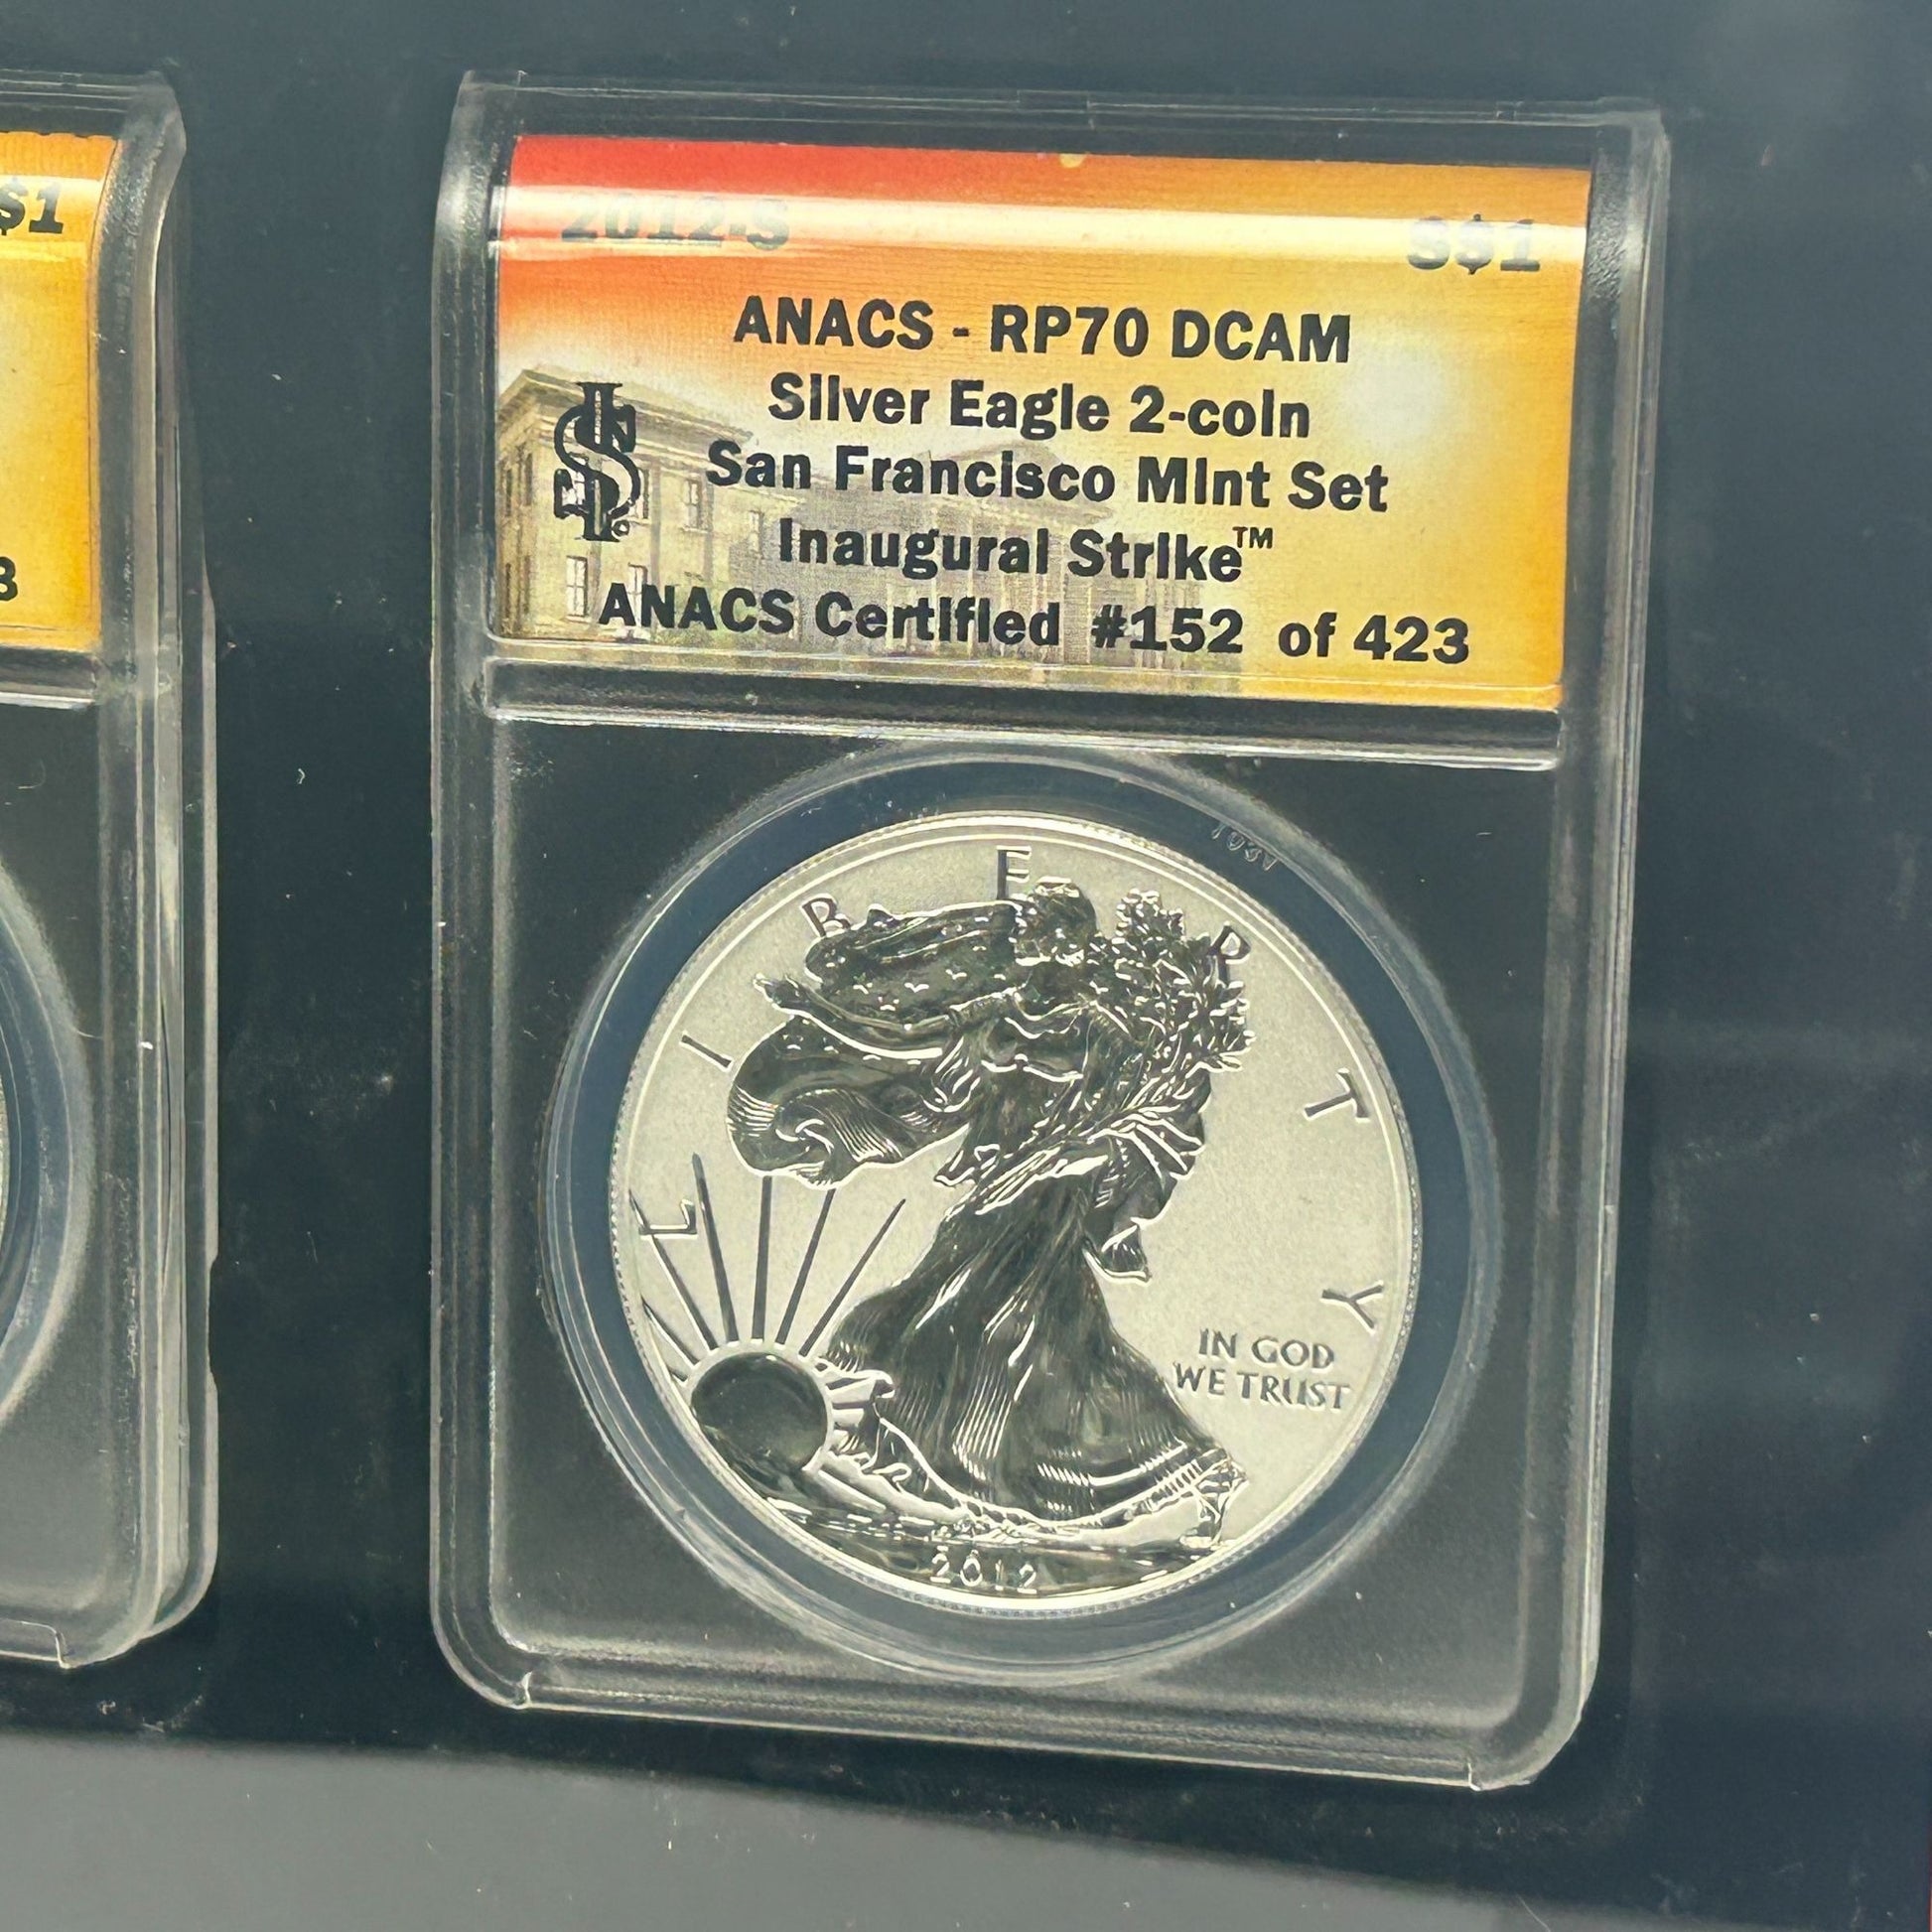 $1
3
2012-S S$1
ANACS - RP70 DCAM
Silver Eagle 2-coin
San Francisco Mint Set
Inaugural Strike™
ANACS Certified #152 of 423
LIBERTY
IN GOD
WE TRUST
2012